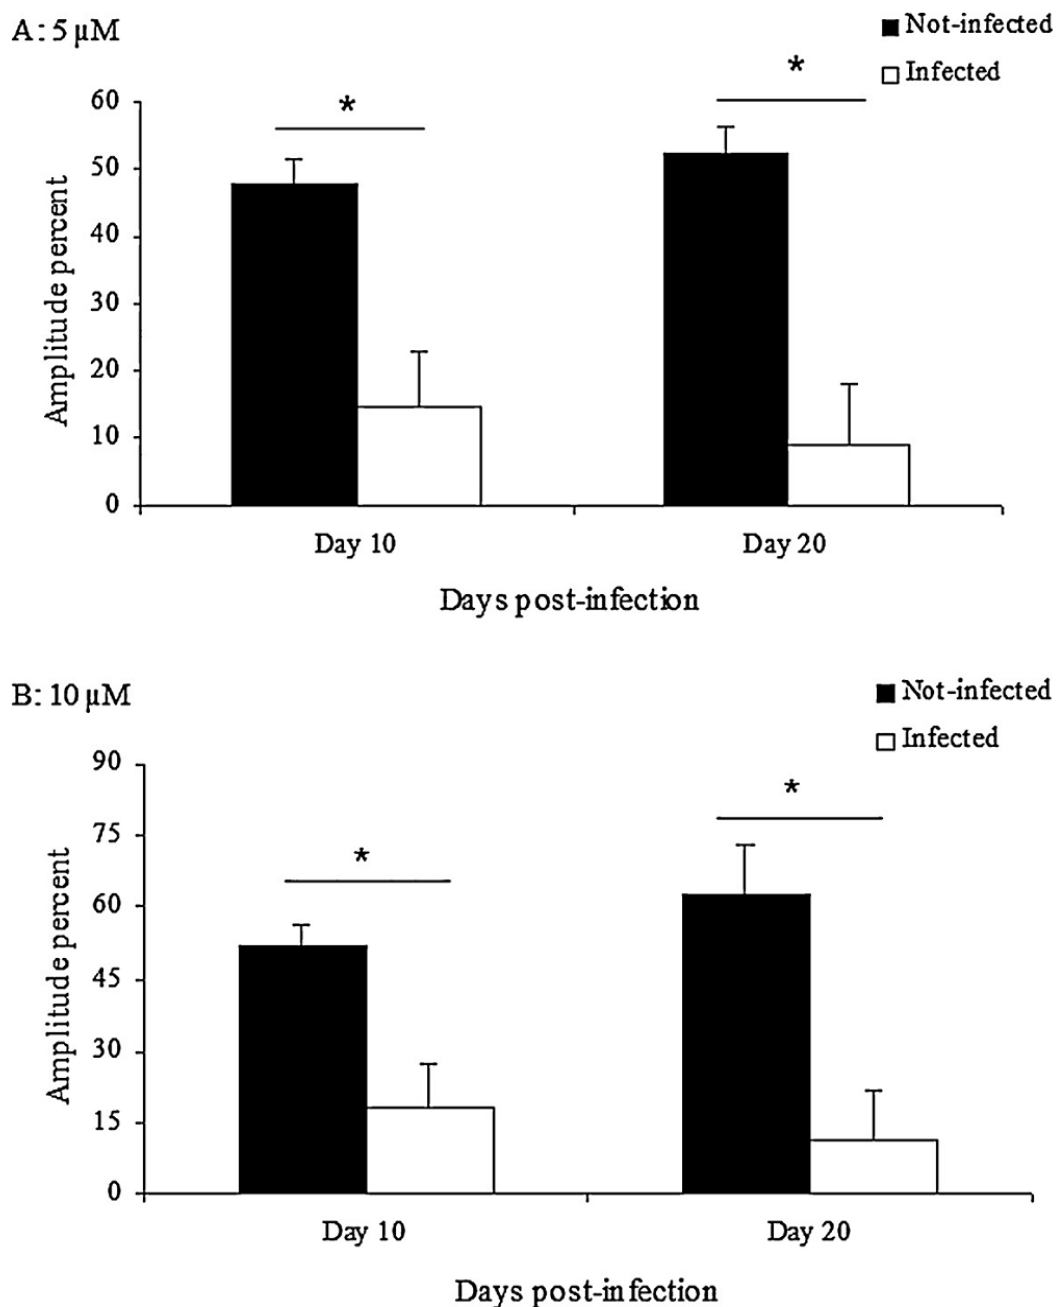 A: 5 µM
Not-infected
Infected
*
*
60
50
40
30
20
10
0
Amplitude percent
Day 10
Day 20
Days post-infection
B: 10 µM
Not-infected
Infected
*
*
90
75
60
45
30
15
0
Amplitude percent
Day 10
Day 20
Days post-infection